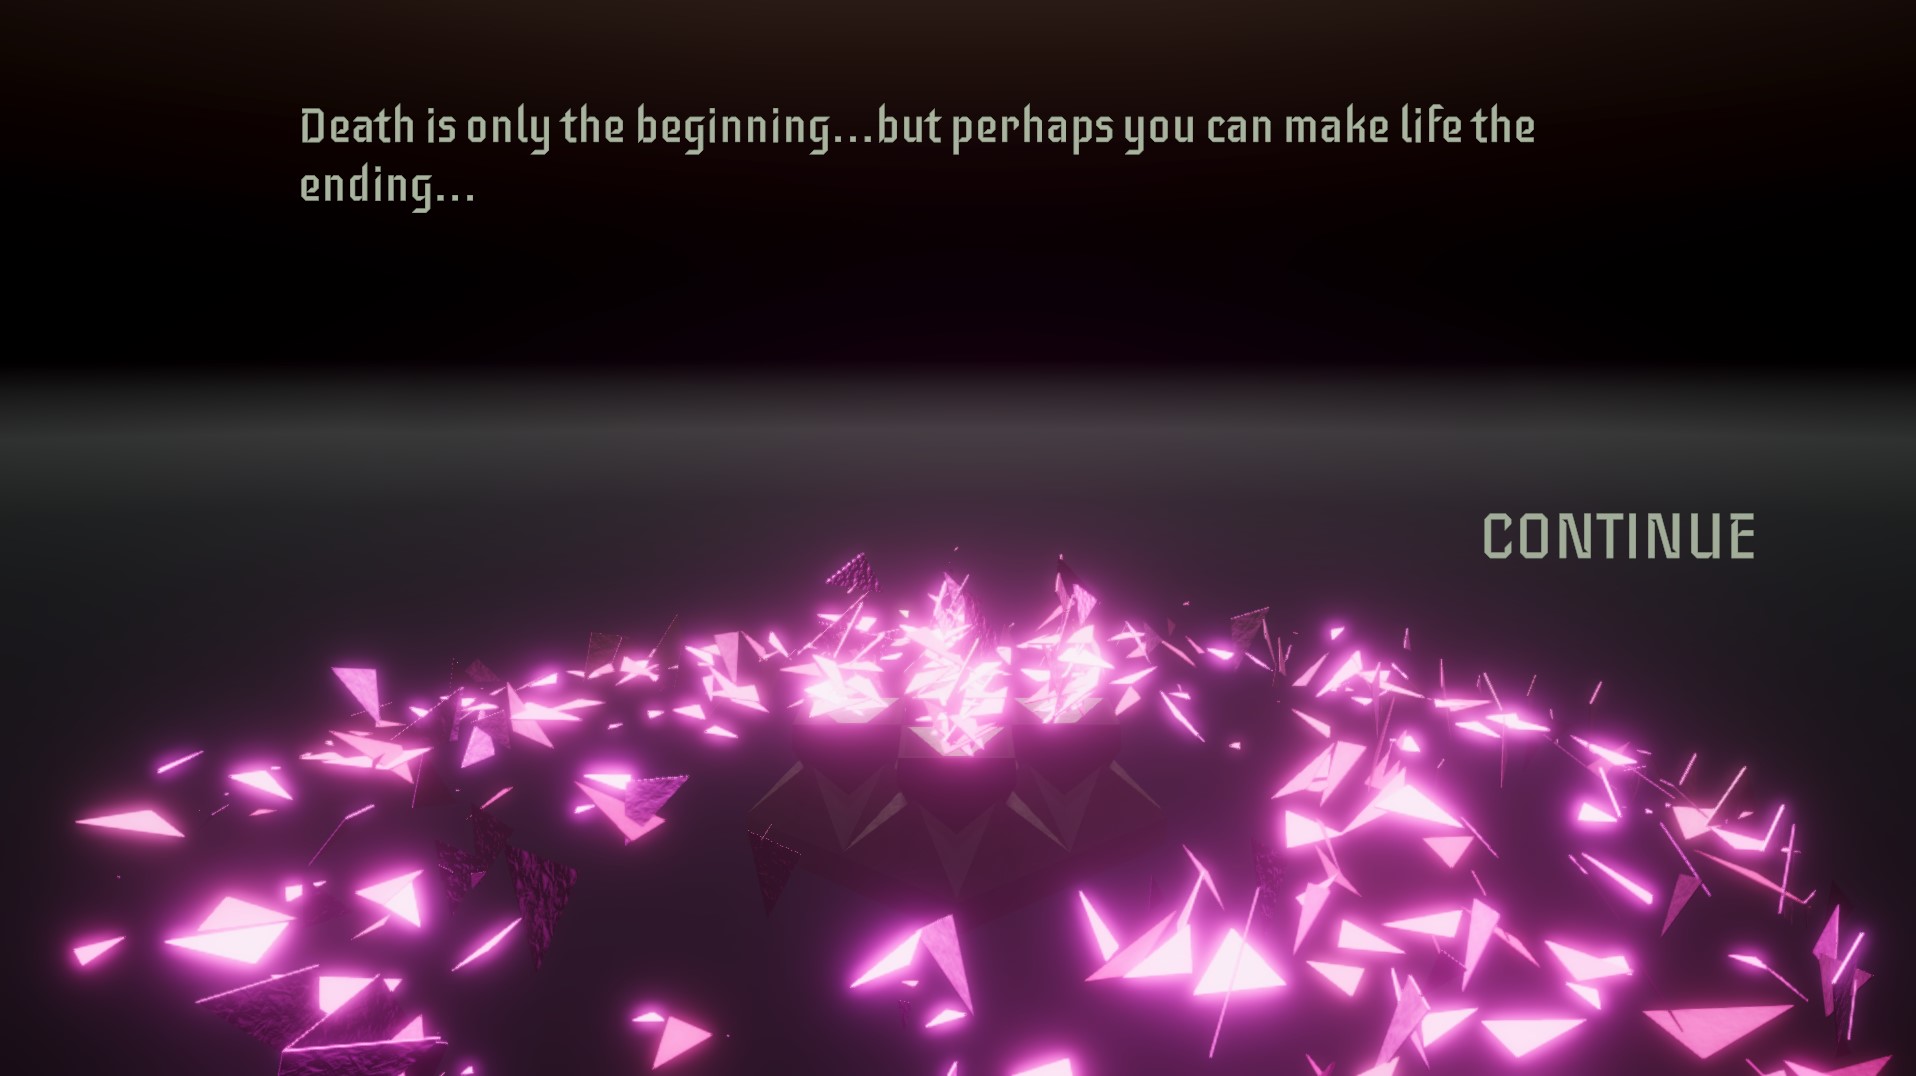 Death is only the beginning...but perhaps you can make life the
ending...
CONTINUE